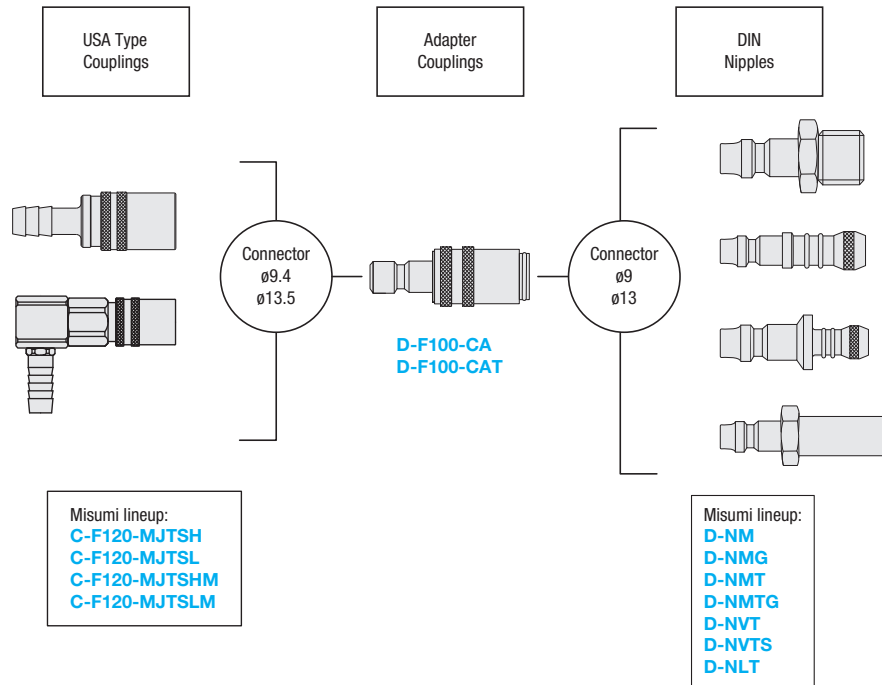 USA Type
Couplings
Adapter
Couplings
DIN
Nipples
Connector
ø9.4
ø13.5
Connector
ø9
ø13
D-F100-CA
D-F100-CAT
Misumi lineup:
C-F120-MJTSH
C-F120-MJTSL
C-F120-MJTSHM
C-F120-MJTSLM
Misumi lineup:
D-NM
D-NMG
D-NMT
D-NMTG
D-NVT
D-NVTS
D-NLT